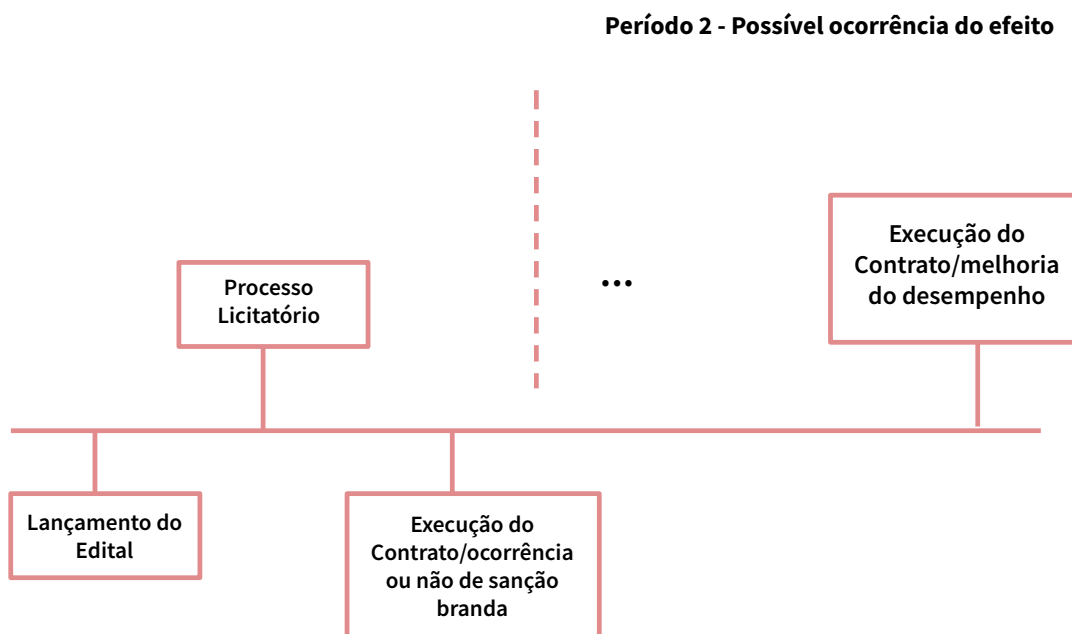 Período 2 - Possível ocorrência do efeito
Execução do
Contrato/melhoria
do desempenho
...
Processo
Licitatório
Lançamento do
Edital
Execução do
Contrato/ocorrência
ou não de sanção
branda